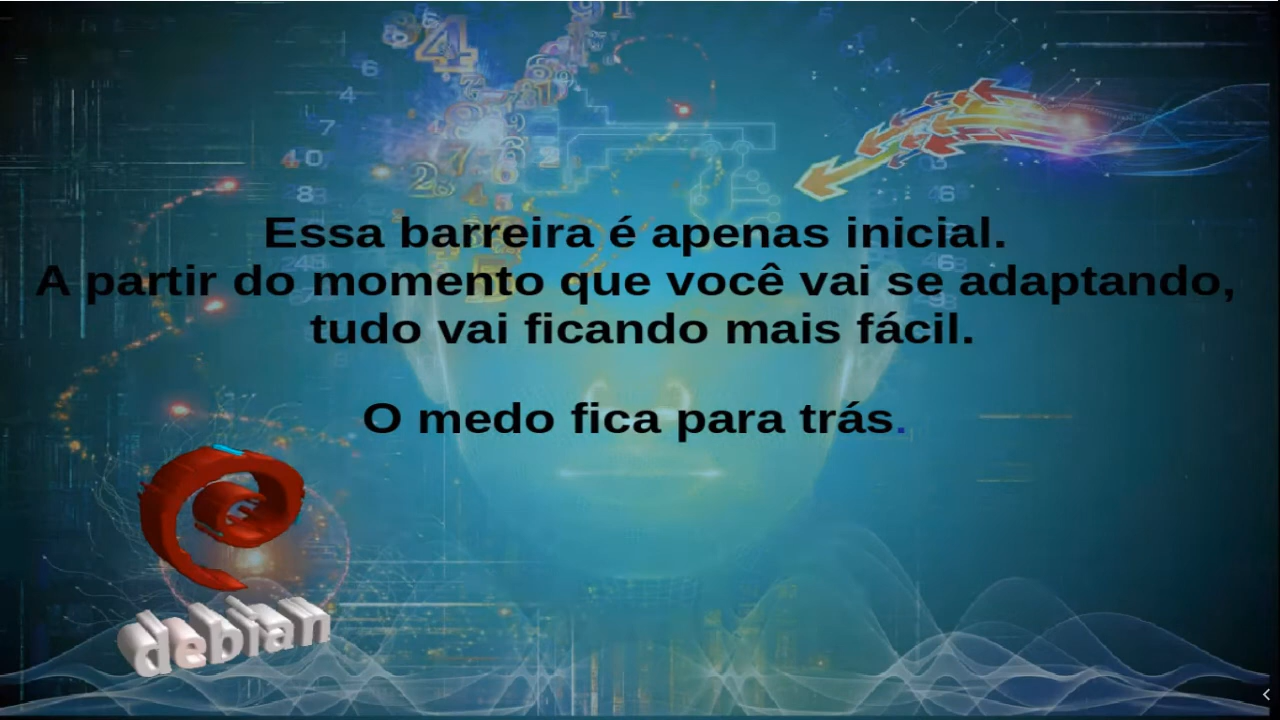 Essa barreira é apenas inicial.
A partir do momento que você vai se adaptando,
tudo vai ficando mais fácil.
O medo fica para trás.
debian